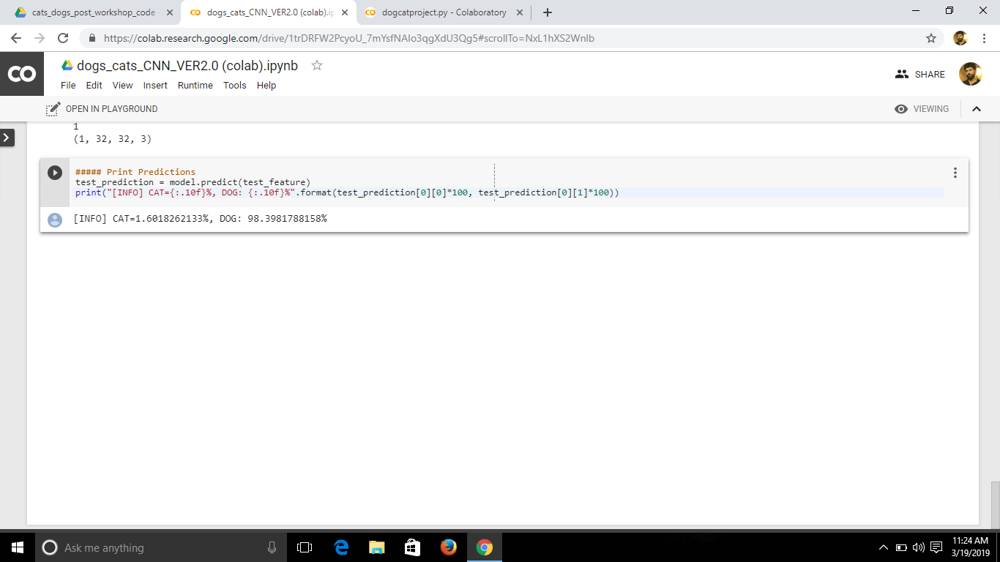 cats_dogs_post_workshop_code -
dogs_cats_CNN_VER2.0 (colab).ip
dogcatproject.py - Colaboratory
https://colab.research.google.com/drive/1trDRFW2PcyoU_7mYsfNAIo3qgXdU3Qg5#scrollTo=NxL1hXS2WnIb
CO
dogs_cats_CNN_VER2.0 (colab).ipynb
File Edit View Insert Runtime Tools Help
SHARE
OPEN IN PLAYGROUND
VIEWING
1
(1, 32, 32, 3)
##### Print Predictions
test_prediction = model.predict(test_feature)
print("[INFO] CAT={:.10f}%, DOG: {:.10f}%".format(test_prediction[0][0]*100, test_prediction[0][1]*100))
[INFO] CAT=1.6018262133%, DOG: 98.3981788158%
Ask me anything
11:24 AM
3/19/2019